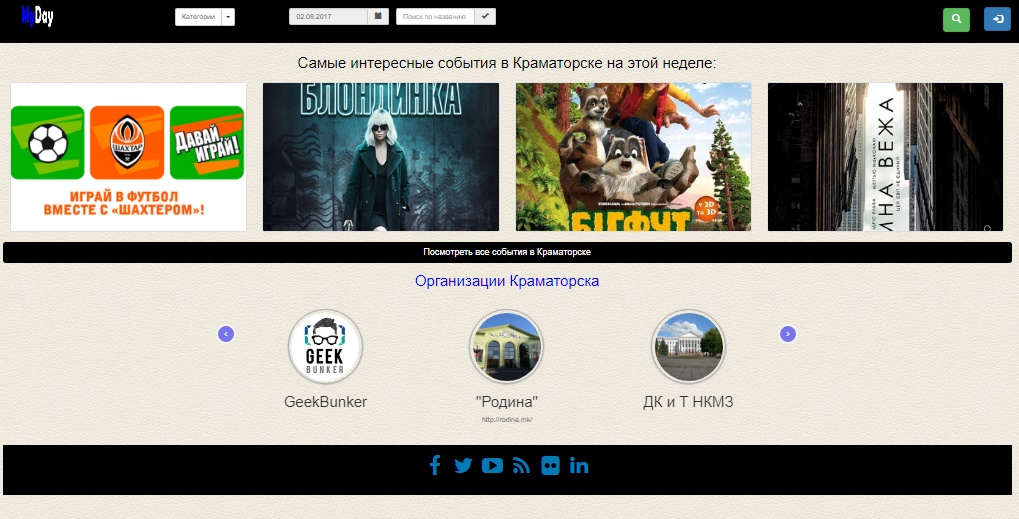 MyDay
Категории
02.08.2017
Поиск по названию
Самые интересные события в Краматорске на этой неделе:
ШАХТАР
ДАВАЙ,
ИГРАЙ!
ИГРАЙ В ФУТБОЛ
ВМЕСТЕ С «ШАХТЕРОМ»!
БЛОНДИНКА
БІГФУТ
У 2D
ТА 3D
ВЕЖА
Посмотреть все события в Краматорске
Организации Краматорска
GEEK
BUNKER
GeekBunker
"Родина"
ДК и Т НКМЗ
http://rodina.mk/